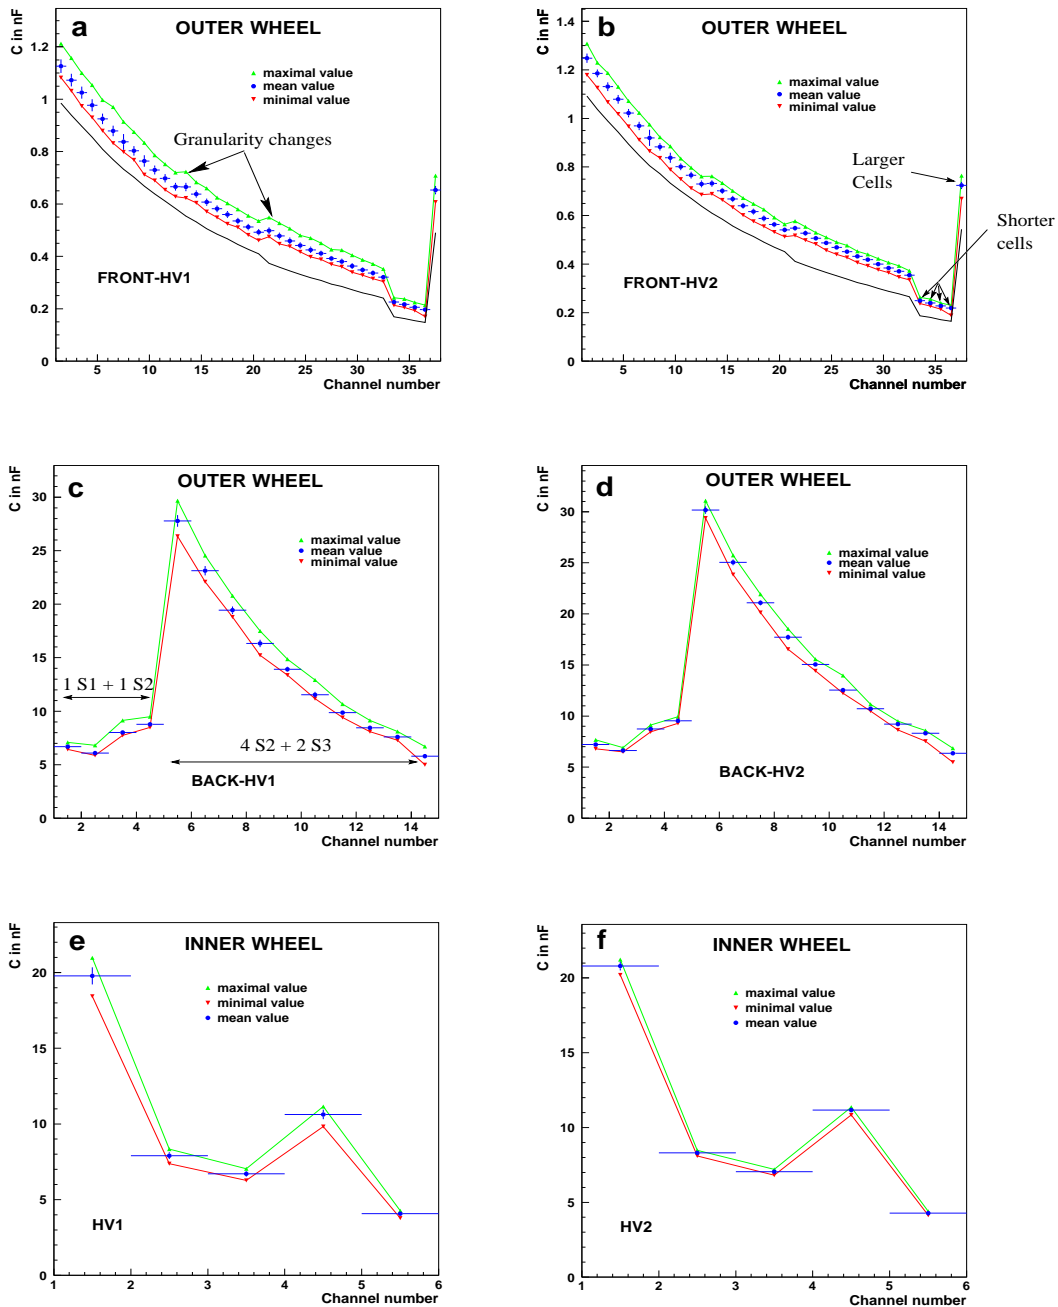 C in nF
a
OUTER WHEEL
maximal value
mean value
minimal value
Granularity changes
FRONT-HV1
1.2
1
0.8
0.6
0.4
0.2
0
5 10 15 20 25 30 35
Channel number
C in nF
b
OUTER WHEEL
maximal value
mean value
minimal value
Larger
Cells
Shorter
cells
FRONT-HV2
1.4
1.2
1
0.8
0.6
0.4
0.2
0
5 10 15 20 25 30 35
Channel number
C in nF
c
OUTER WHEEL
maximal value
mean value
minimal value
1 S1 + 1 S2
4 S2 + 2 S3
BACK-HV1
30
25
20
15
10
5
0
2 4 6 8 10 12 14
Channel number
C in nF
d
OUTER WHEEL
maximal value
mean value
minimal value
BACK-HV2
30
25
20
15
10
5
0
2 4 6 8 10 12 14
Channel number
C in nF
e
INNER WHEEL
maximal value
minimal value
mean value
HV1
20
15
10
5
0
1 2 3 4 5 6
Channel number
C in nF
f
INNER WHEEL
maximal value
minimal value
mean value
HV2
20
15
10
5
0
1 2 3 4 5 6
Channel number